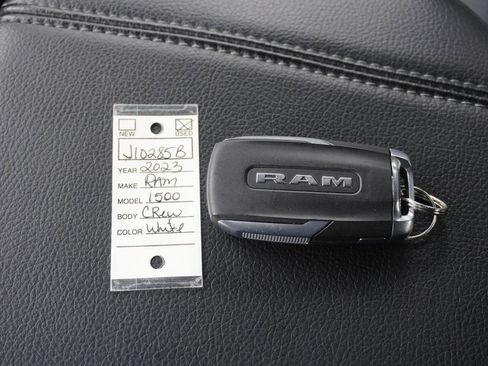 NEW USED
J10285B
YEAR 2023
MAKE RAM
MODEL 1500
BODY Crew
COLOR White
RAM